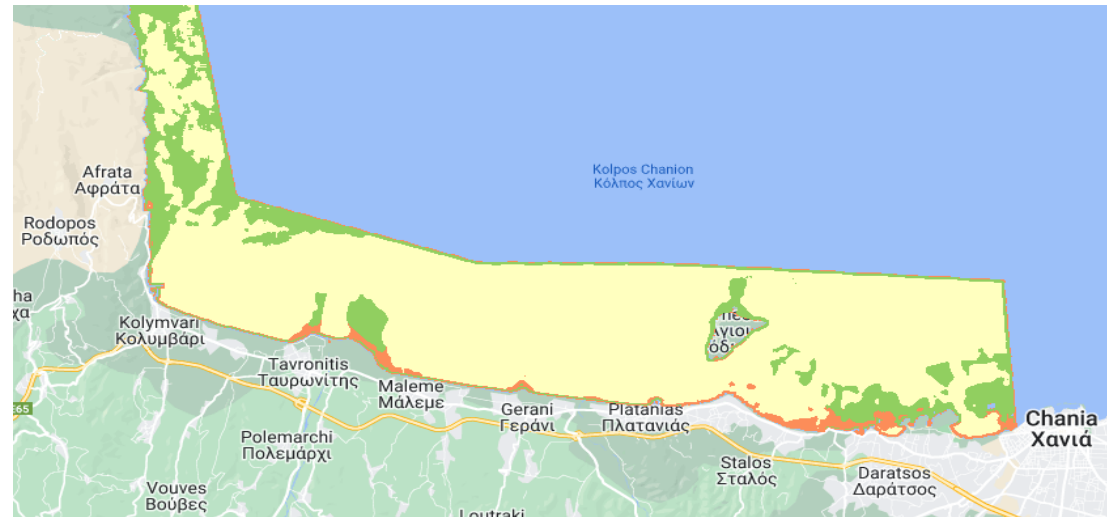 Kolpos Chanion
Κόλπος Χανίων
Afrata
Αφράτα
Rodopos
Ροδωπός
Kolymvari
Κολυμβάρι
Tavronitis
Ταυρωνίτης
Maleme
Μάλεμε
Gerani
Γεράνι
Platanias
Πλατανιάς
Chania
Χανιά
Polemarchi
Πολεμάρχι
Stalos
Σταλός
Daratsos
Δαράτσος
Vouves
Βούβες
Loutraki